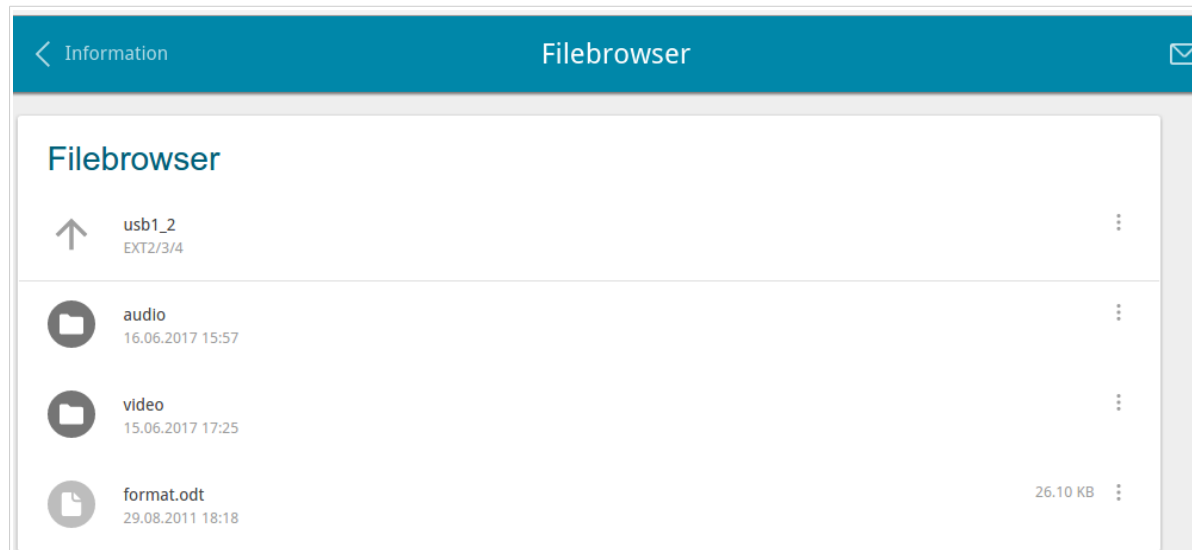 Information
Filebrowser
Filebrowser
usb1_2
EXT2/3/4
audio
16.06.2017 15:57
video
15.06.2017 17:25
format.odt
26.10 KB
29.08.2011 18:18